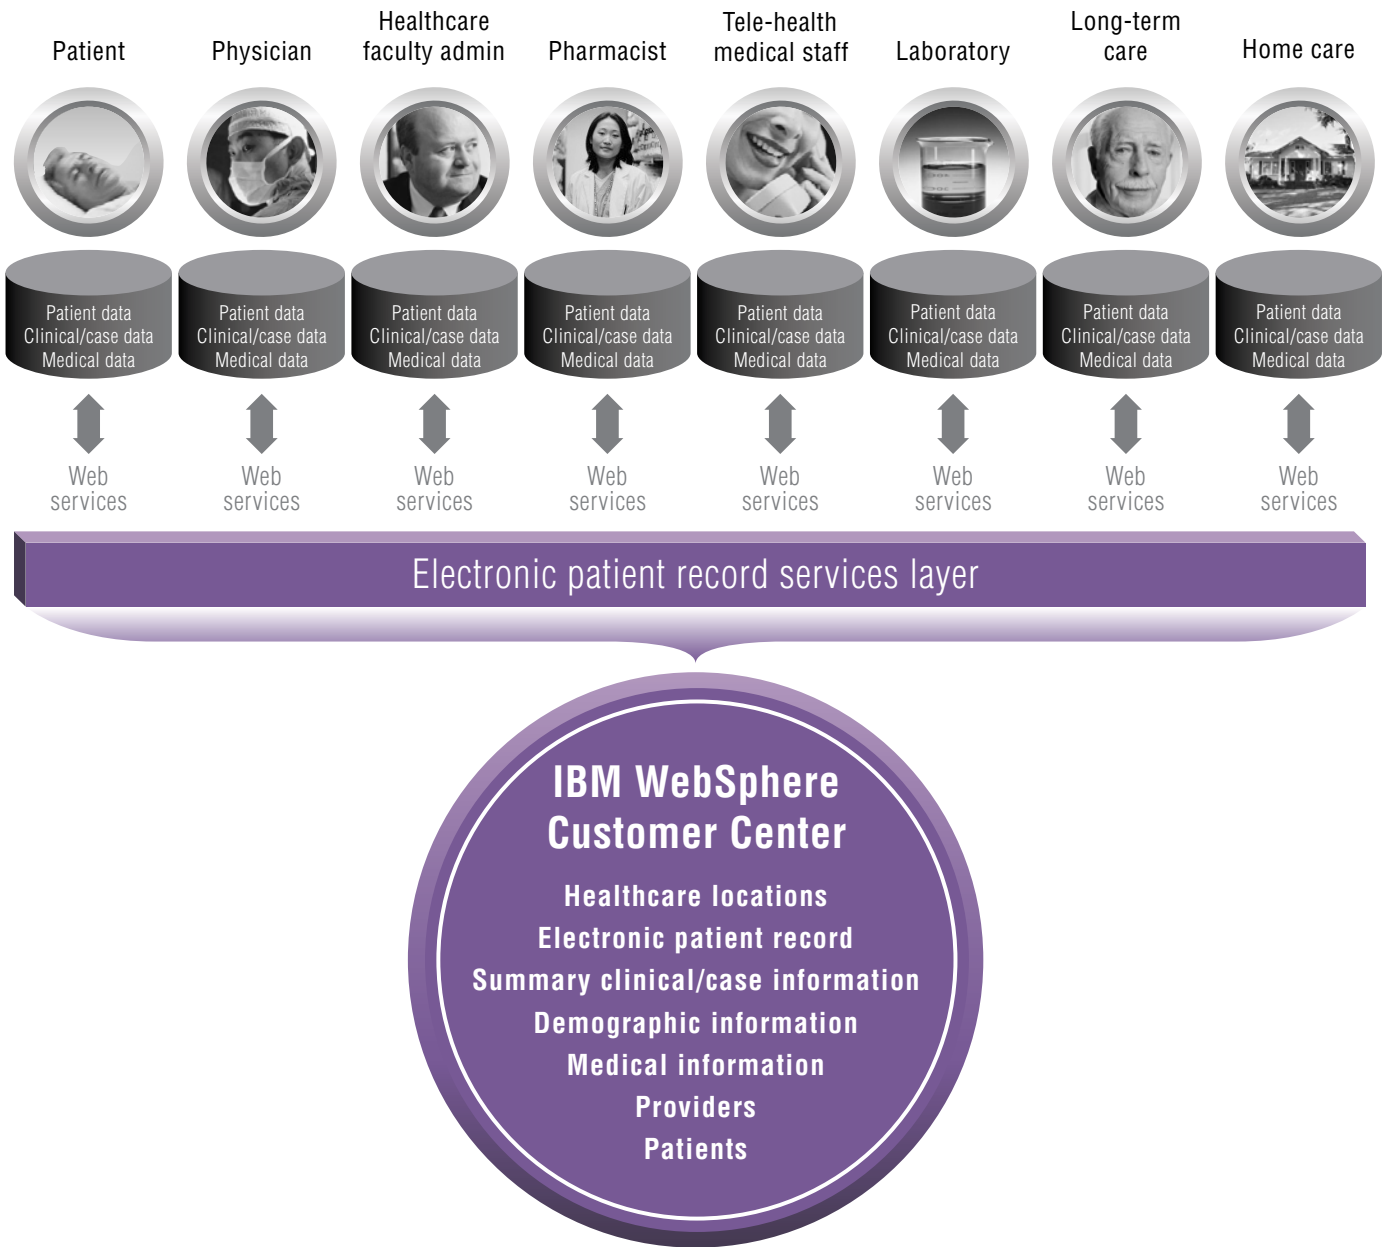 Patient
Physician
Healthcare
faculty admin
Pharmacist
Tele-health
medical staff
Laboratory
Long-term
care
Home care
Patient data
Clinical/case data
Medical data
Patient data
Clinical/case data
Medical data
Patient data
Clinical/case data
Medical data
Patient data
Clinical/case data
Medical data
Patient data
Clinical/case data
Medical data
Patient data
Clinical/case data
Medical data
Patient data
Clinical/case data
Medical data
Patient data
Clinical/case data
Medical data
Web
services
Web
services
Web
services
Web
services
Web
services
Web
services
Web
services
Web
services
Electronic patient record services layer
IBM WebSphere
Customer Center
Healthcare locations
Electronic patient record
Summary clinical/case information
Demographic information
Medical information
Providers
Patients